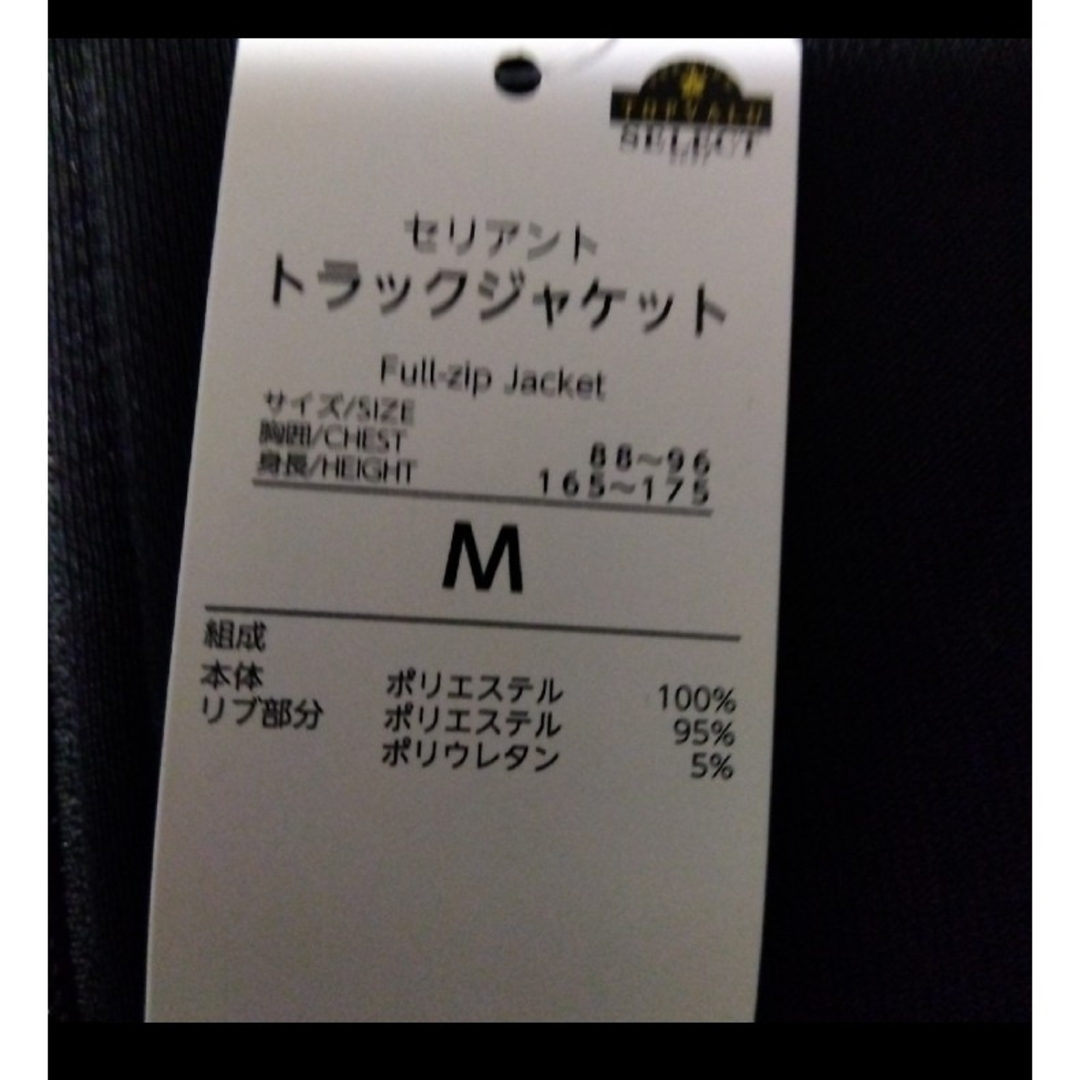 TOPVALU
SELECT
セリアント
トラックジャケット
Full-zip Jacket
サイズ/SIZE
胸囲/CHEST 88～96
身長/HEIGHT 165～175
M
組成
本体 ポリエステル 100%
リブ部分 ポリエステル 95%
ポリウレタン 5%